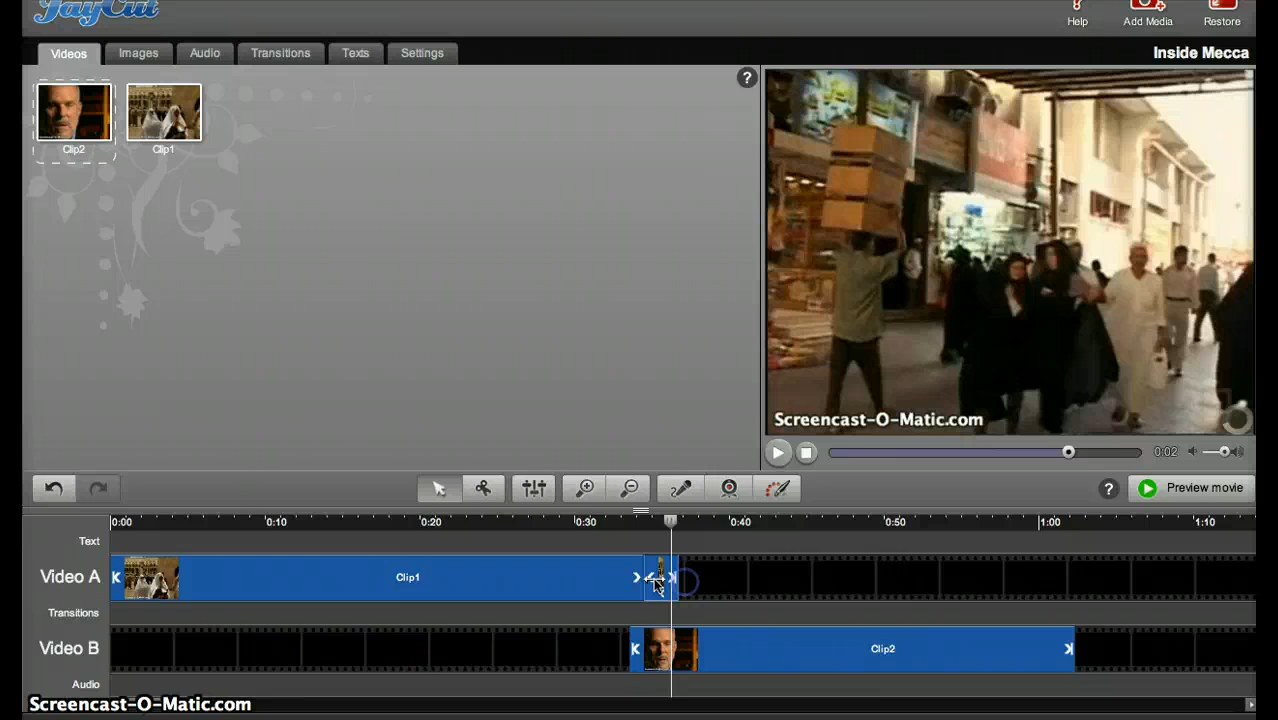 JayCut
Help
Add Media
Restore
Videos
Images
Audio
Transitions
Texts
Settings
Inside Mecca
?
Clip2
Clip1
Screencast-O-Matic.com
0:02
?
Preview movie
0:00
0:10
0:20
0:30
0:40
0:50
1:00
1:10
Text
Video A
Clip1
Transitions
Video B
Clip2
Audio
Screencast-O-Matic.com